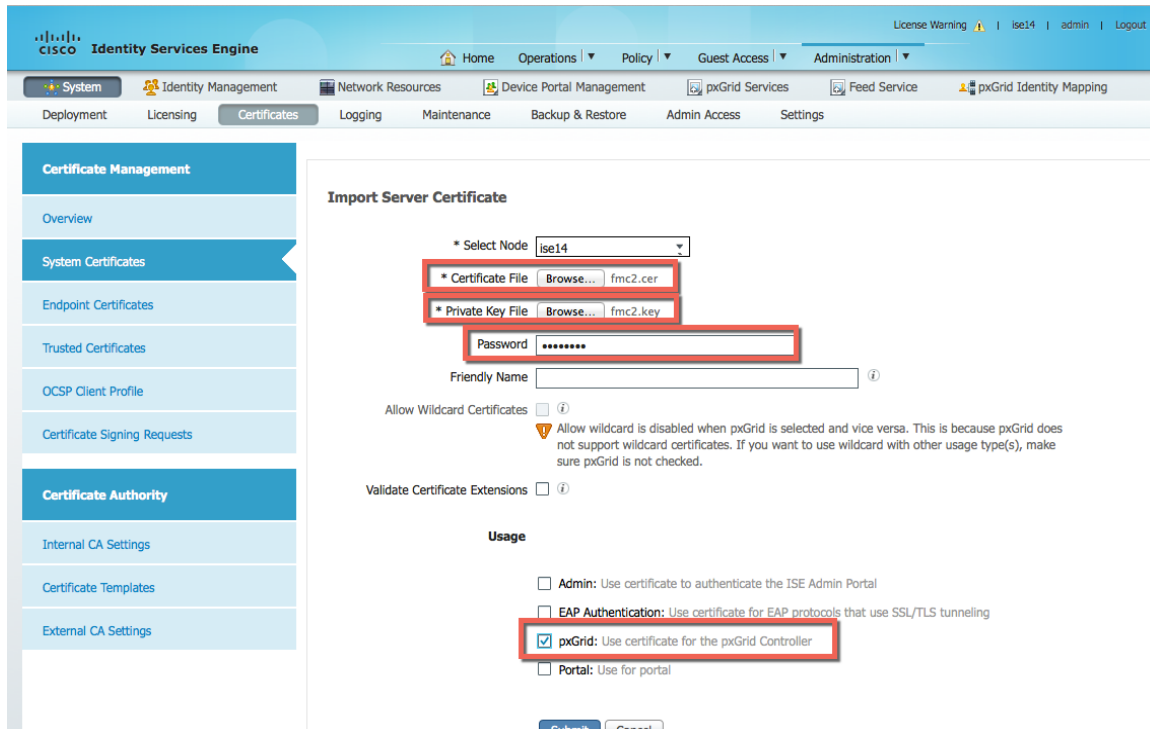 License Warning | ise14 | admin | Logout
CISCO Identity Services Engine
Home Operations Policy Guest Access Administration
System Identity Management Network Resources Device Portal Management pxGrid Services Feed Service pxGrid Identity Mapping
Deployment Licensing Certificates Logging Maintenance Backup & Restore Admin Access Settings
Certificate Management
Overview
System Certificates
Endpoint Certificates
Trusted Certificates
OCSP Client Profile
Certificate Signing Requests
Certificate Authority
Internal CA Settings
Certificate Templates
External CA Settings
Import Server Certificate
* Select Node ise14
* Certificate File Browse... fmc2.cer
* Private Key File Browse... fmc2.key
Password ••••••••
Friendly Name
Allow Wildcard Certificates
Allow wildcard is disabled when pxGrid is selected and vice versa. This is because pxGrid does
not support wildcard certificates. If you want to use wildcard with other usage type(s), make
sure pxGrid is not checked.
Validate Certificate Extensions
Usage
Admin: Use certificate to authenticate the ISE Admin Portal
EAP Authentication: Use certificate for EAP protocols that use SSL/TLS tunneling
pxGrid: Use certificate for the pxGrid Controller
Portal: Use for portal
Submit Cancel